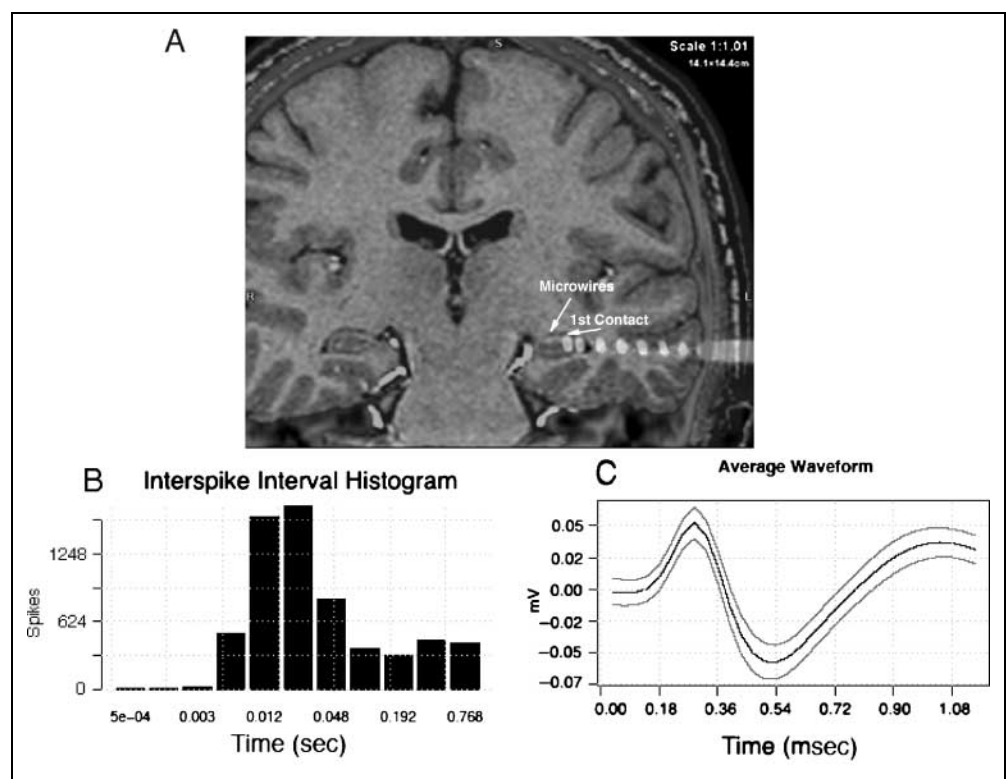 A
S
Scale 1:1.01
14.1×14.4cm
Microwires
R
L
1st Contact
B
Interspike Interval Histogram
Spikes
1248
624
0
5e-04 0.003 0.012 0.048 0.192 0.768
Time (sec)
C
Average Waveform
mV
0.05
0.02
0.00
-0.02
-0.05
-0.07
0.00 0.18 0.36 0.54 0.72 0.90 1.08
Time (msec)